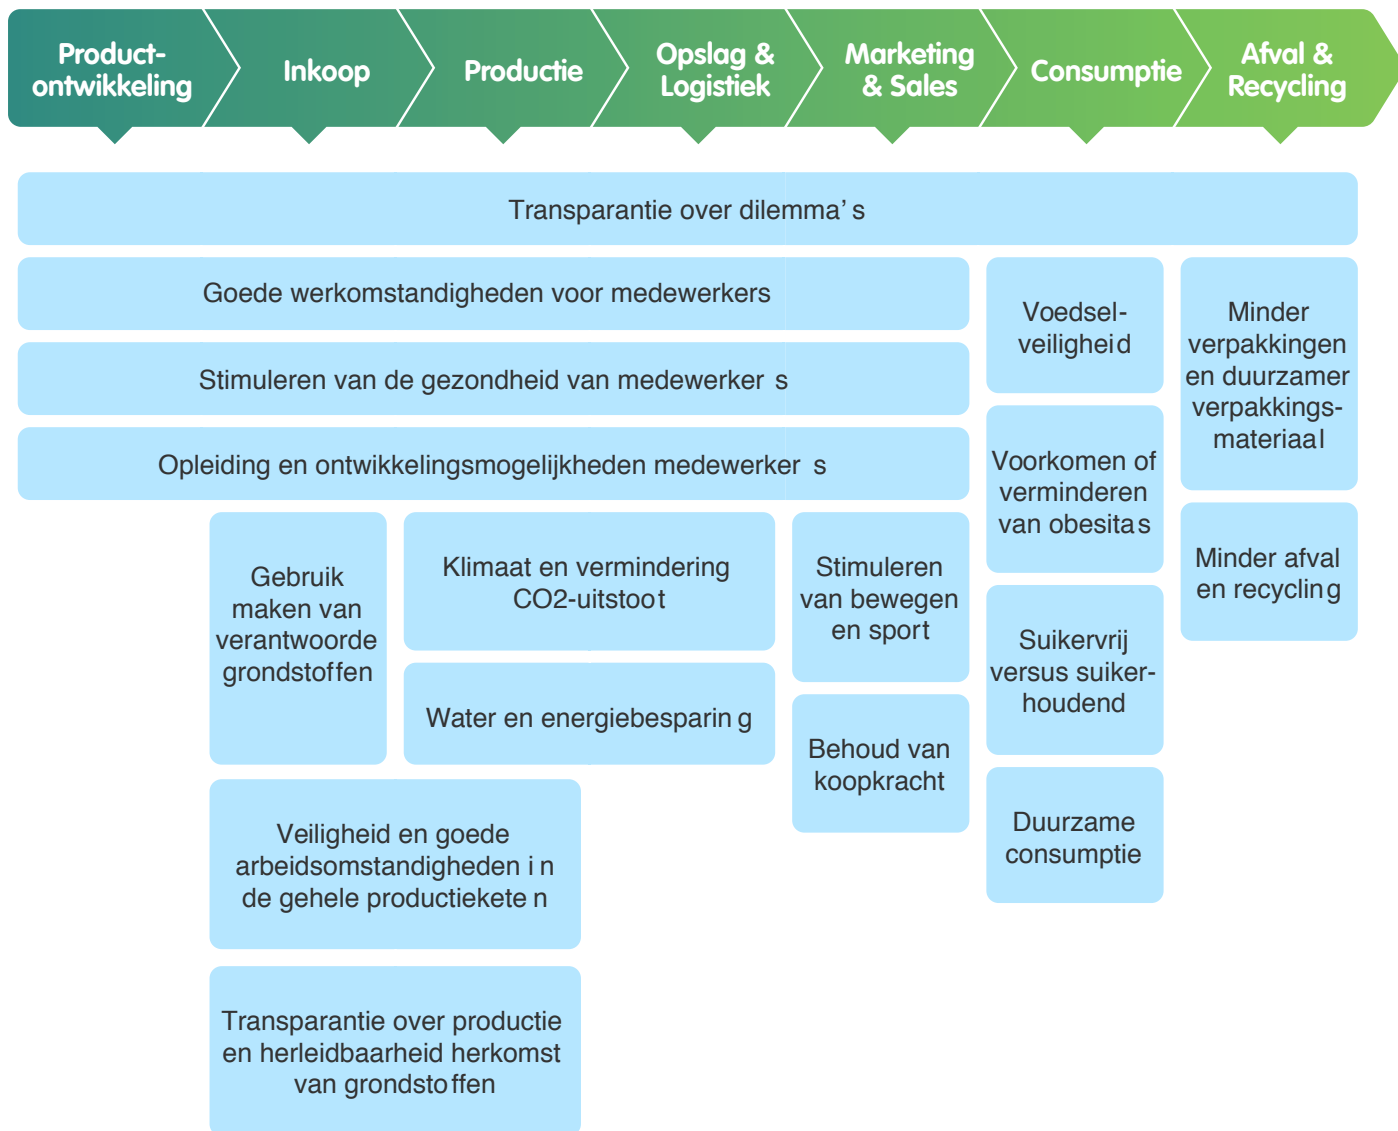 Product-
ontwikkeling
Inkoop
Productie
Opslag &
Logistiek
Marketing
& Sales
Consumptie
Afval &
Recycling
Transparantie over dilemma's
Goede werkomstandigheden voor medewerkers
Stimuleren van de gezondheid van medewerkers
Opleiding en ontwikkelingsmogelijkheden medewerkers
Gebruik
maken van
verantwoorde
grondstoffen
Klimaat en vermindering
CO2-uitstoot
Water en energiebesparing
Veiligheid en goede
arbeidsomstandigheden in
de gehele productieketen
Transparantie over productie
en herleidbaarheid herkomst
van grondstoffen
Stimuleren
van bewegen
en sport
Behoud van
koopkracht
Voedsel-
veiligheid
Voorkomen of
verminderen
van obesitas
Suikervrij
versus suiker-
houdend
Duurzame
consumptie
Minder
verpakkingen
en duurzamer
verpakkings-
materiaal
Minder afval
en recycling